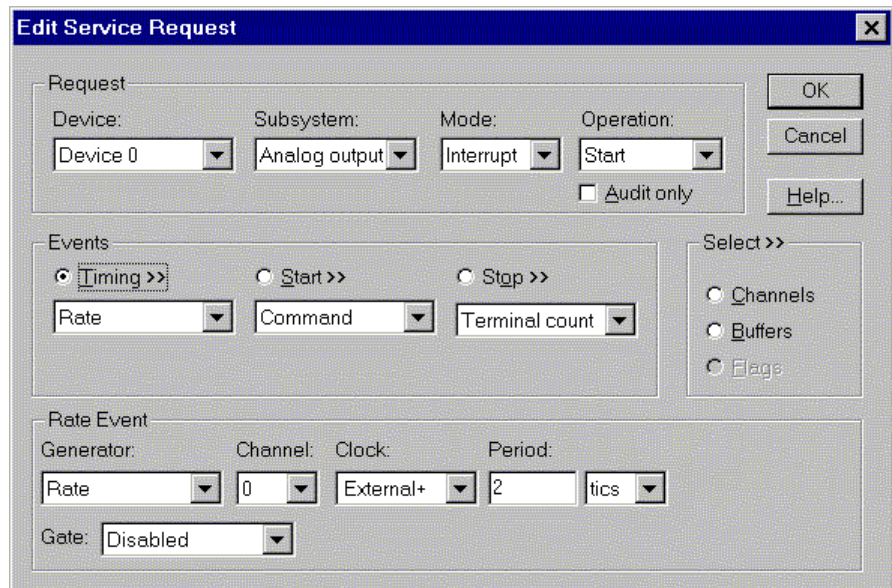 Edit Service Request
Request
OK
Device: Subsystem: Mode: Operation:
Device 0 Analog output Interrupt Start
Cancel
Audit only
Help...
Events
Select >>
Timing >> Start >> Stop >>
Rate Command Terminal count
Channels
Buffers
Flags
Rate Event
Generator: Channel: Clock: Period:
Rate 0 External+ 2 tics
Gate: Disabled